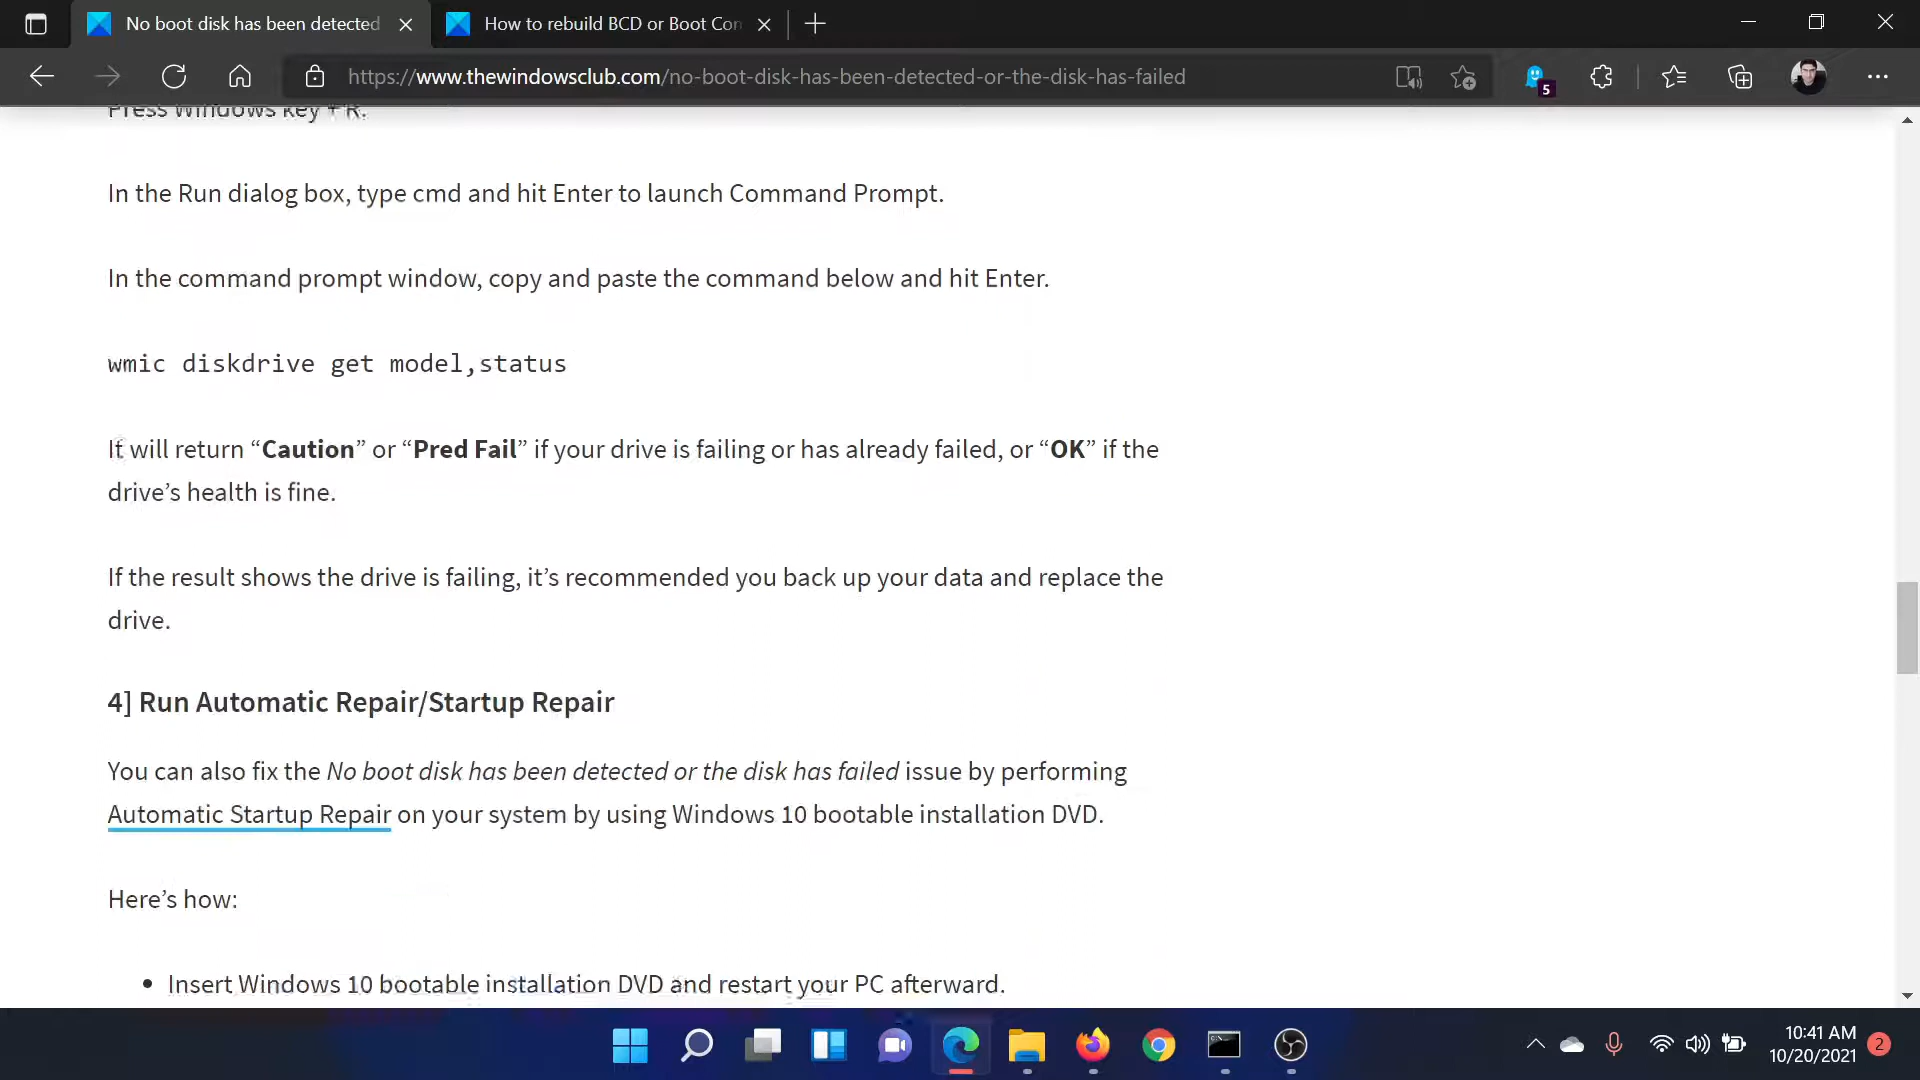 No boot disk has been detected
How to rebuild BCD or Boot Con
https://www.thewindowsclub.com/no-boot-disk-has-been-detected-or-the-disk-has-failed
5
Press Windows key + R.
In the Run dialog box, type cmd and hit Enter to launch Command Prompt.
In the command prompt window, copy and paste the command below and hit Enter.
wmic diskdrive get model,status
It will return “Caution” or “Pred Fail” if your drive is failing or has already failed, or “OK” if the
drive’s health is fine.
If the result shows the drive is failing, it’s recommended you back up your data and replace the
drive.
4] Run Automatic Repair/Startup Repair
You can also fix the No boot disk has been detected or the disk has failed issue by performing
Automatic Startup Repair on your system by using Windows 10 bootable installation DVD.
Here’s how:
• Insert Windows 10 bootable installation DVD and restart your PC afterward.
10:41 AM
10/20/2021
2